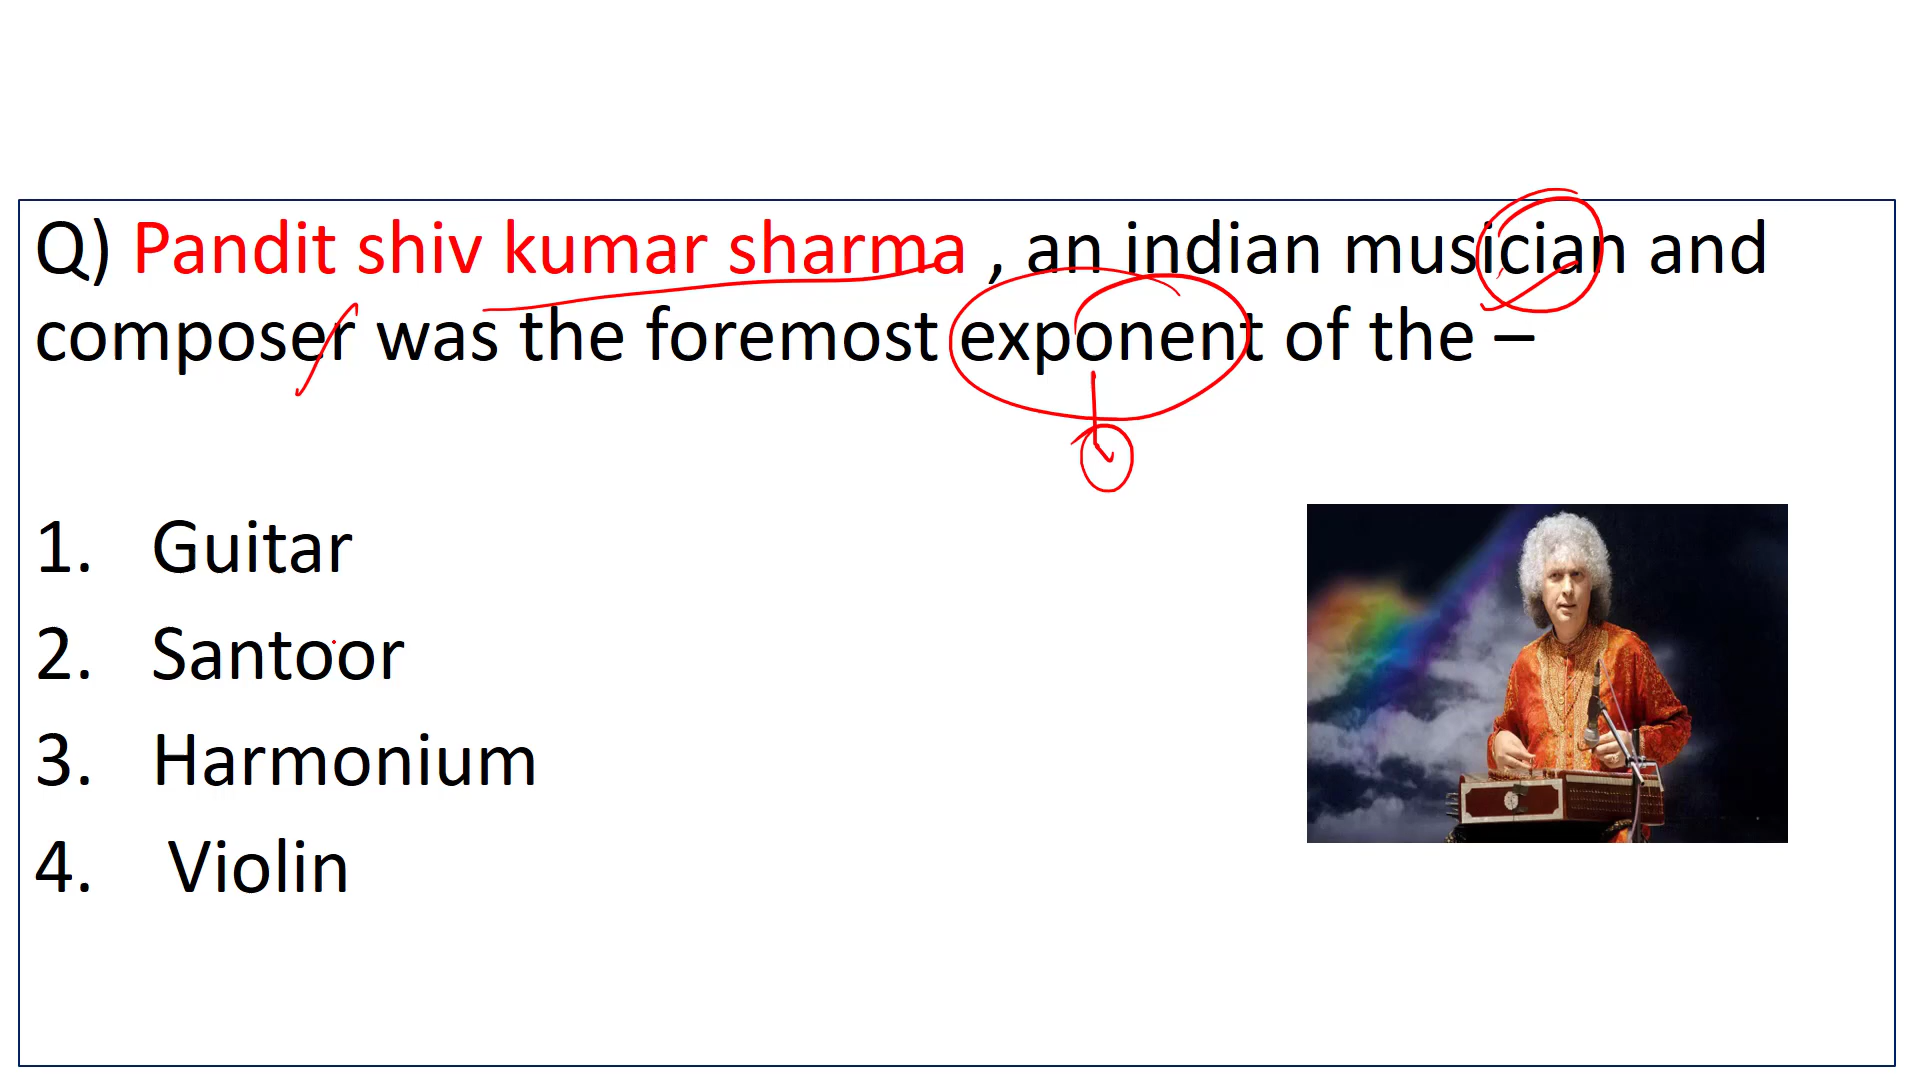 Q) Pandit shiv kumar sharma , an indian musician and
composer was the foremost exponent of the –
1. Guitar
2. Santoor
3. Harmonium
4. Violin